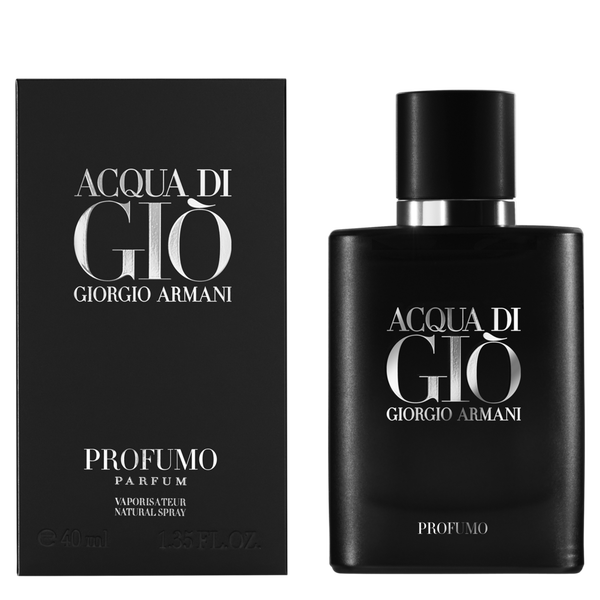 ACQUA DI
GIÒ
GIORGIO ARMANI
PROFUMO
PARFUM
VAPORISATEUR
NATURAL SPRAY
℮ 40 ml 1.35 FL.OZ.
ACQUA DI
GIÒ
GIORGIO ARMANI
PROFUMO